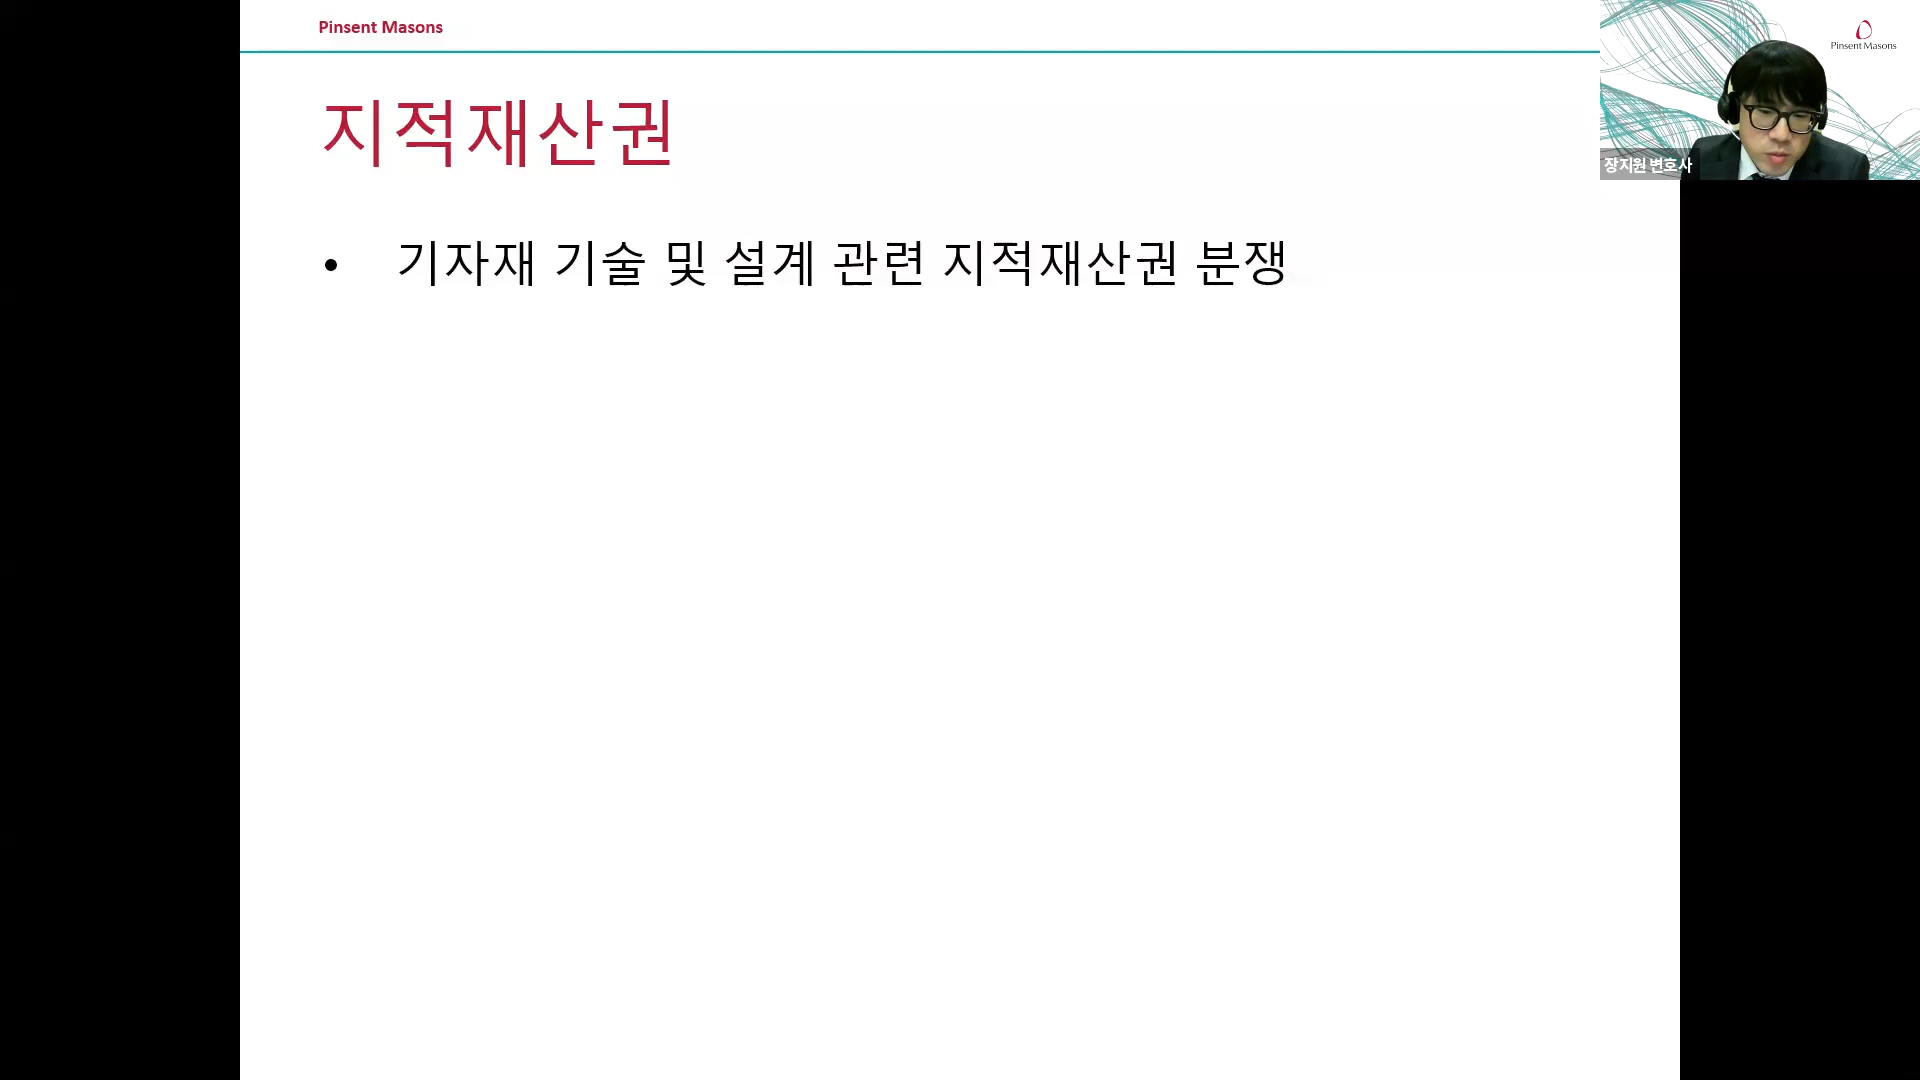 Pinsent Masons
지적재산권
• 기자재 기술 및 설계 관련 지적재산권 분쟁
Pinsent Masons
장지원 변호사